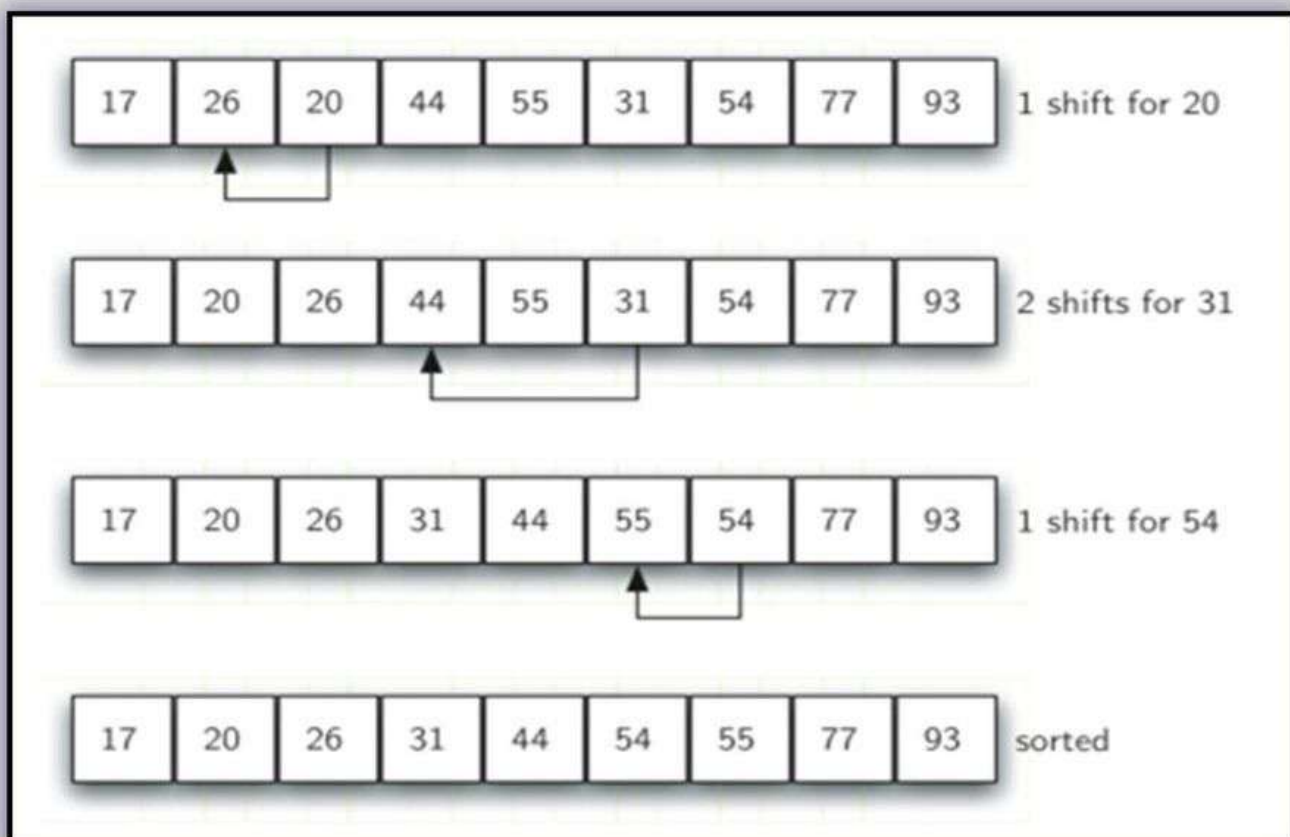 17 26 20 44 55 31 54 77 93 1 shift for 20
17 20 26 44 55 31 54 77 93 2 shifts for 31
17 20 26 31 44 55 54 77 93 1 shift for 54
17 20 26 31 44 54 55 77 93 sorted